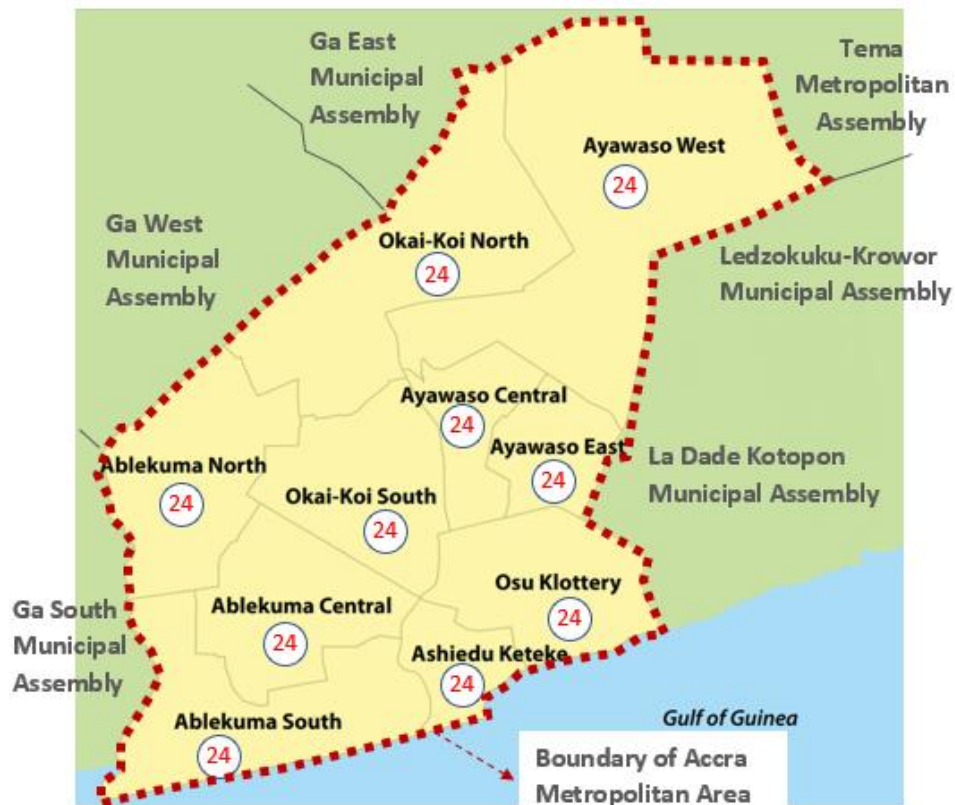 Ga East
Municipal
Assembly
Tema
Metropolitan
Assembly
Ayawaso West
24
Ga West
Municipal
Assembly
Okai-Koi North
24
Ledzokuku-Krowor
Municipal Assembly
Ayawaso Central
24
Ayawaso East
24
La Dade Kotopon
Municipal Assembly
Ablekuma North
24
Okai-Koi South
24
Osu Klottery
24
Ga South
Municipal
Assembly
Ablekuma Central
24
Ashiedu Keteke
24
Ablekuma South
24
Gulf of Guinea
Boundary of Accra
Metropolitan Area